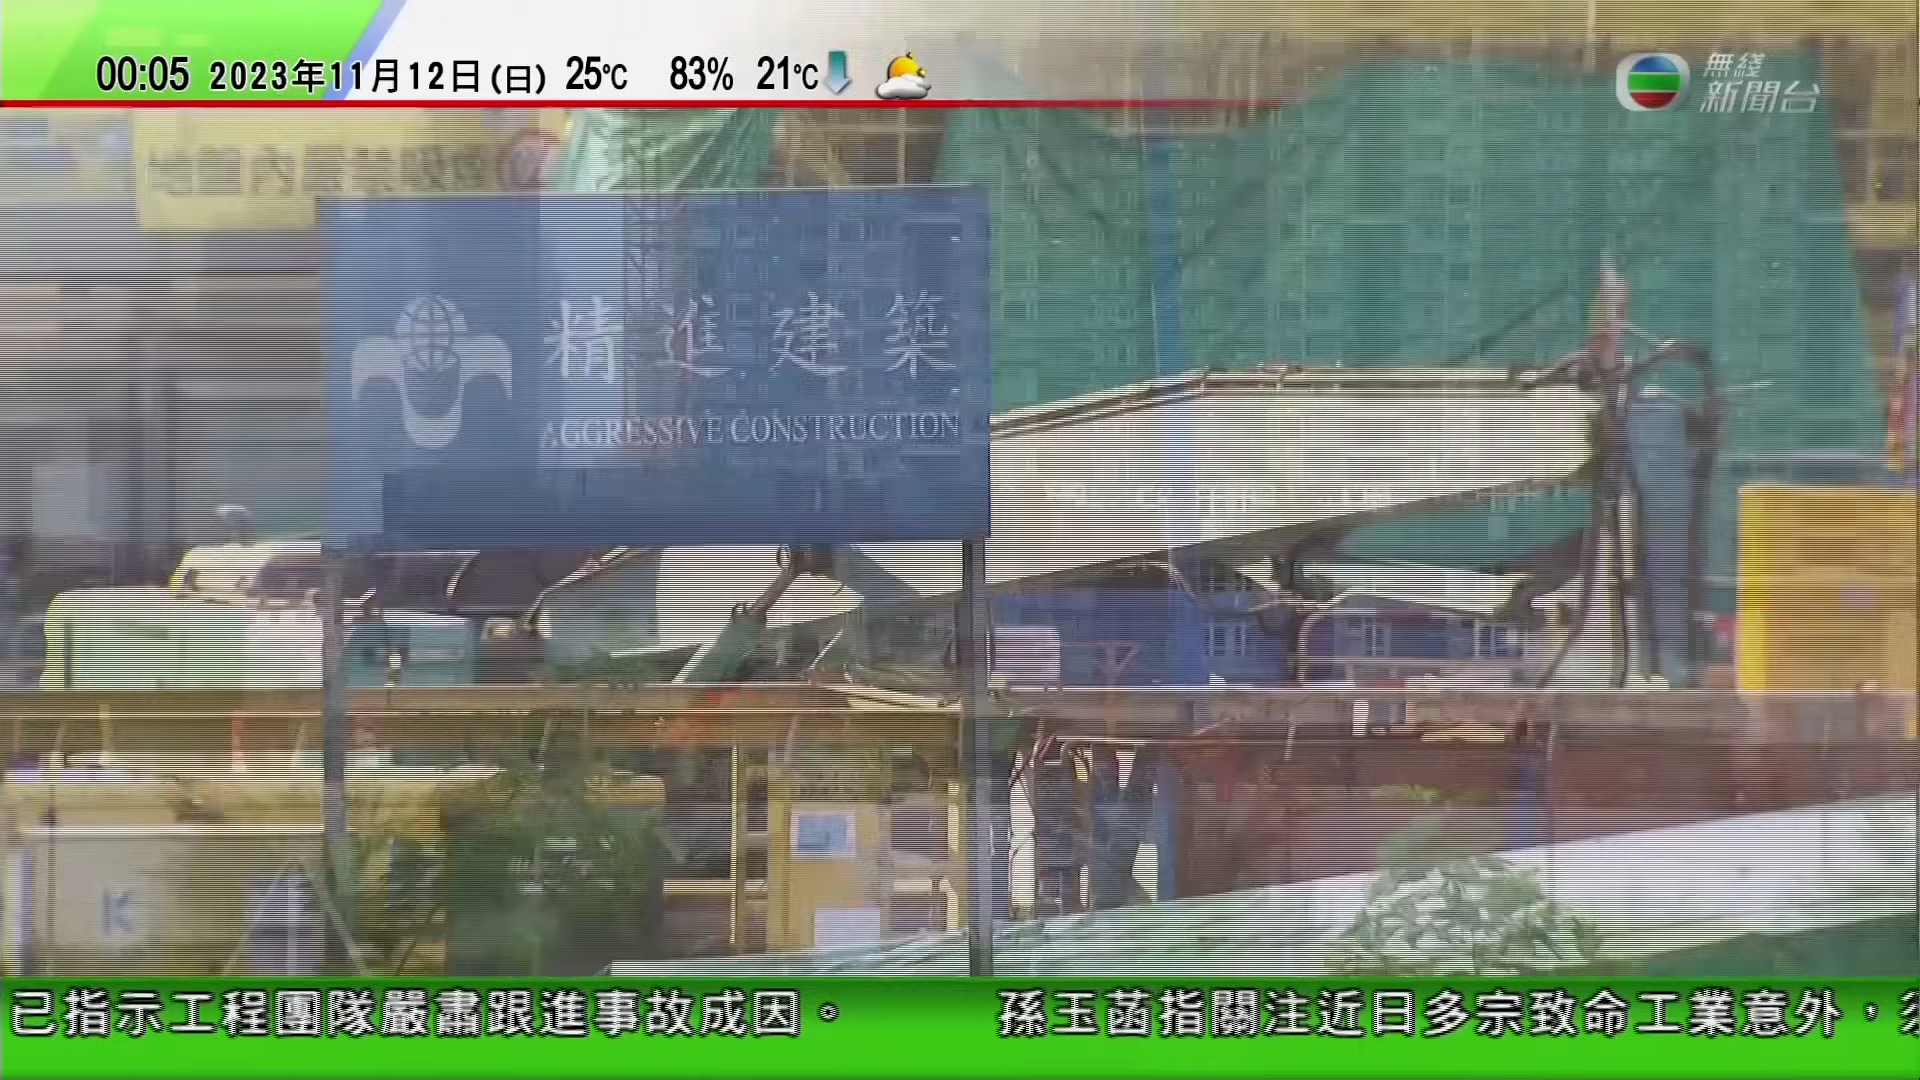 00:05 2023年11月12日(日) 25℃ 83% 21℃
無綫
新聞台
精進建築
AGGRESSIVE CONSTRUCTION
K
已指示工程團隊嚴肅跟進事故成因。 孫玉菡指關注近日多宗致命工業意外，